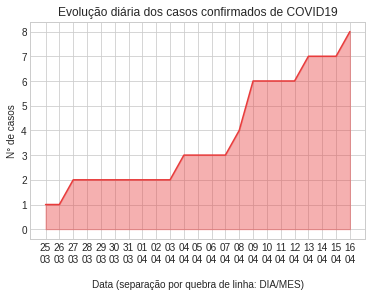 Evolução diária dos casos confirmados de COVID19
N° de casos
8
7
6
5
4
3
2
1
0
25 26 27 28 29 30 31 01 02 03 04 05 06 07 08 09 10 11 12 13 14 15 16
03 03 03 03 03 03 03 04 04 04 04 04 04 04 04 04 04 04 04 04 04 04 04
Data (separação por quebra de linha: DIA/MES)